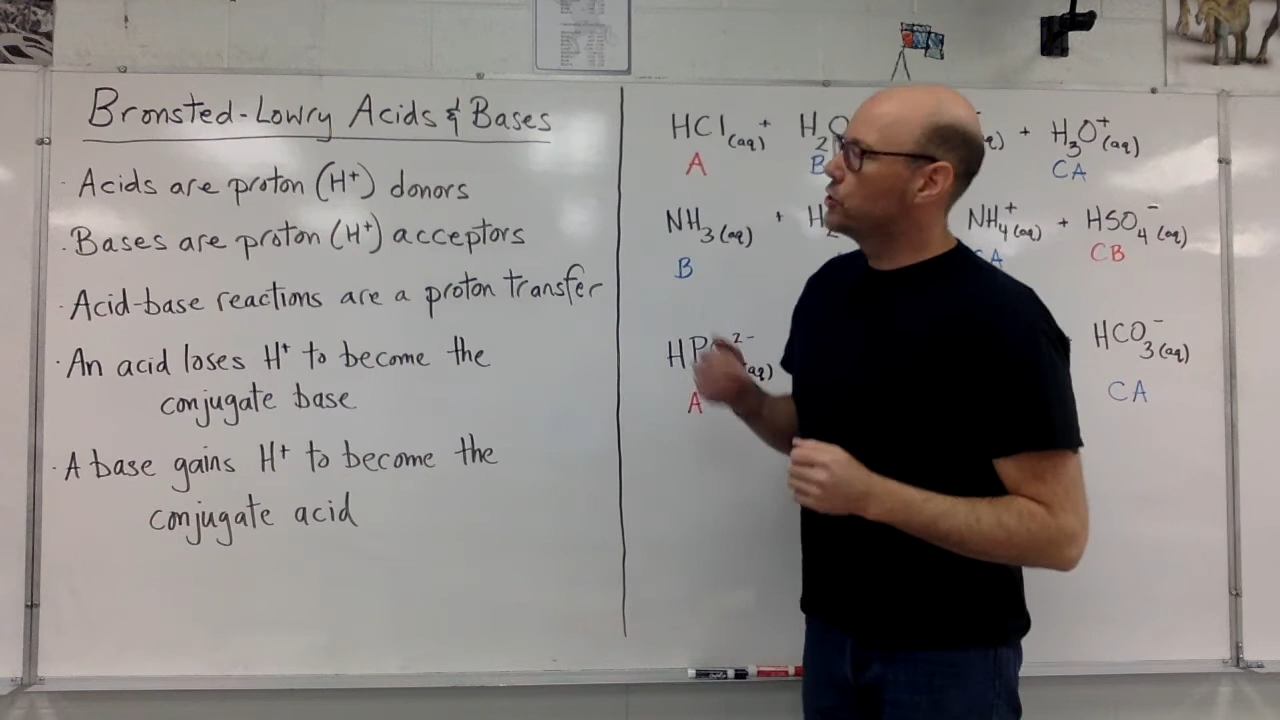 Bronsted-Lowry Acids & Bases
· Acids are proton (H⁺) donors
· Bases are proton (H⁺) acceptors
· Acid-base reactions are a proton transfer
· An acid loses H⁺ to become the
conjugate base
· A base gains H⁺ to become the
conjugate acid
HCl(aq) + H₂O ⁻(aq) + H₃O⁺(aq)
A B CA
NH₃(aq) + H₂ NH₄⁺(aq) + HSO₄⁻(aq)
B CA CB
HP ²⁻(aq) HCO₃⁻(aq)
A CA